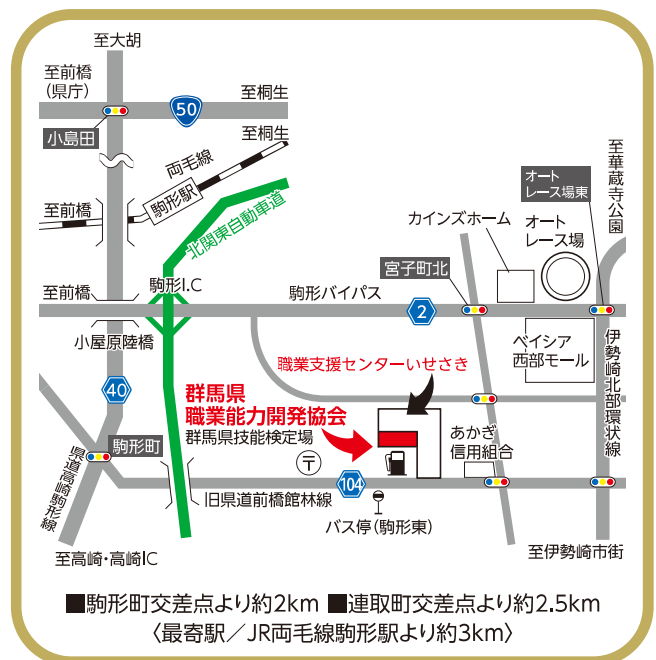 至大胡
至前橋
(県庁)
至桐生
50
小島田
至桐生
両毛線
駒形駅
至前橋
北関東自動車道
至華蔵寺公園
オート
レース場東
カインズホーム
オート
レース場
宮子町北
駒形I.C
至前橋
駒形バイパス
2
小屋原陸橋
ベイシア
西部モール
伊勢崎北部環状線
職業支援センターいせさき
40
群馬県
職業能力開発協会
群馬県技能検定場
駒形町
あかぎ
信用組合
〒
104
県道高崎駒形線
旧県道前橋館林線
バス停(駒形東)
至高崎・高崎IC
至伊勢崎市街
■駒形町交差点より約2km ■連取町交差点より約2.5km
〈最寄駅／JR両毛線駒形駅より約3km〉